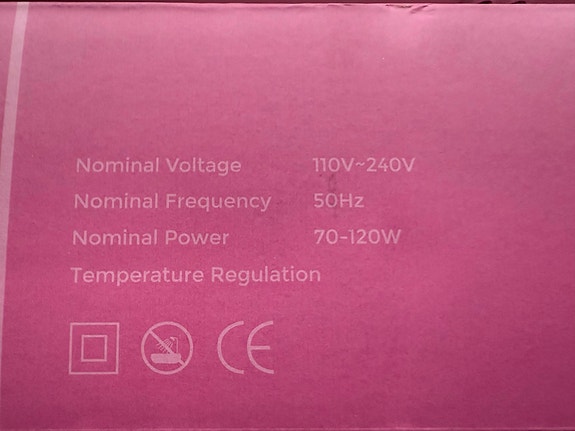 Nominal Voltage 110V~240V
Nominal Frequency 50Hz
Nominal Power 70-120W
Temperature Regulation
CE